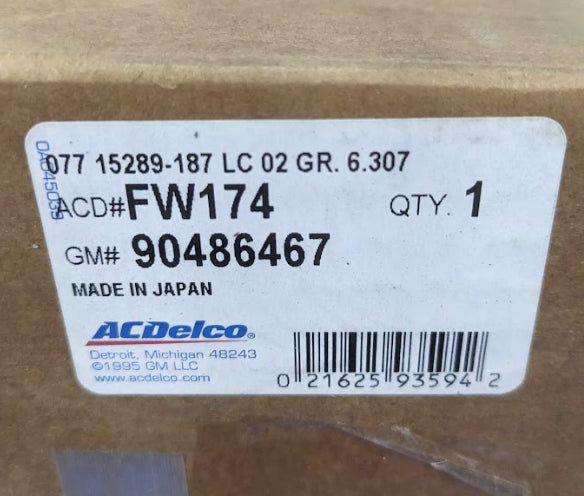 077 15289-187 LC 02 GR. 6.307
ACD# FW174 QTY. 1
GM# 90486467
MADE IN JAPAN
ACDelco®
Detroit, Michigan 48243
©1995 GM LLC
www.acdelco.com
0 21625 93594 2